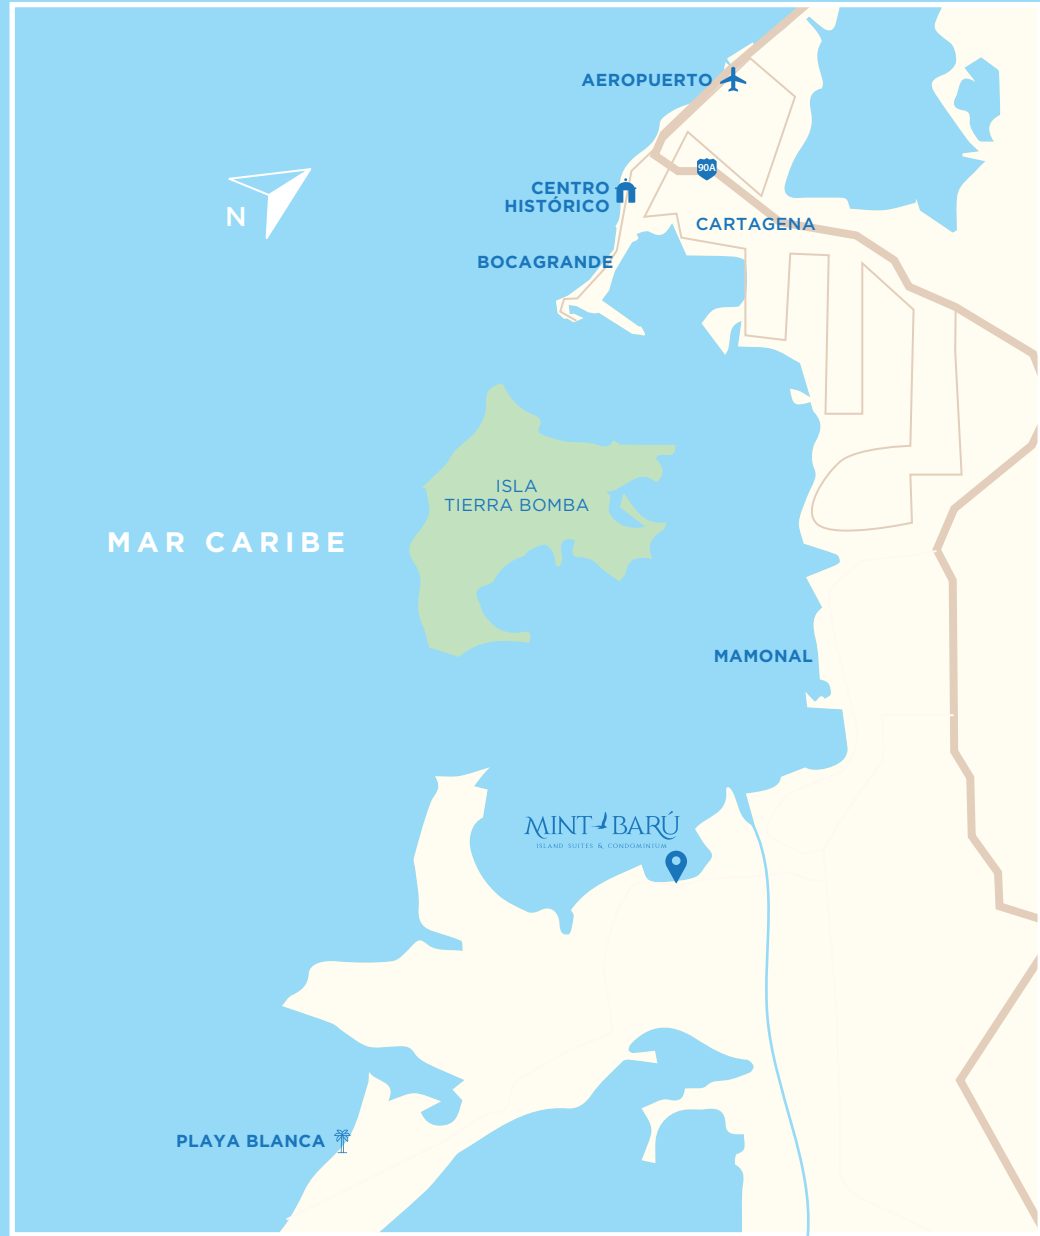 AEROPUERTO
90A
CENTRO
HISTÓRICO
CARTAGENA
BOCAGRANDE
N
ISLA
TIERRA BOMBA
MAR CARIBE
MAMONAL
MINT BARÚ
ISLAND SUITES & CONDOMINIUM
PLAYA BLANCA